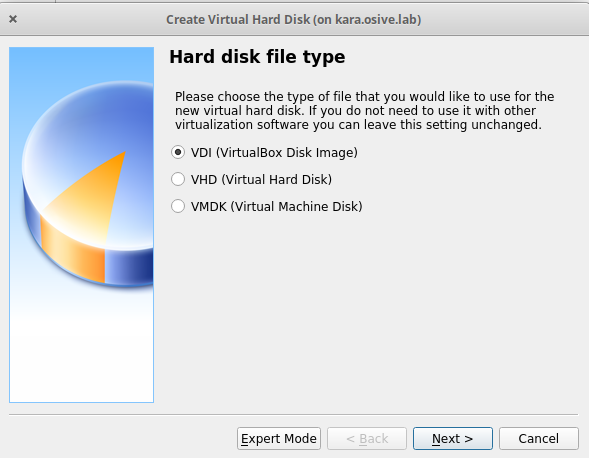 Create Virtual Hard Disk (on kara.osive.lab)
Hard disk file type
Please choose the type of file that you would like to use for the
new virtual hard disk. If you do not need to use it with other
virtualization software you can leave this setting unchanged.
VDI (VirtualBox Disk Image)
VHD (Virtual Hard Disk)
VMDK (Virtual Machine Disk)
Expert Mode < Back Next > Cancel